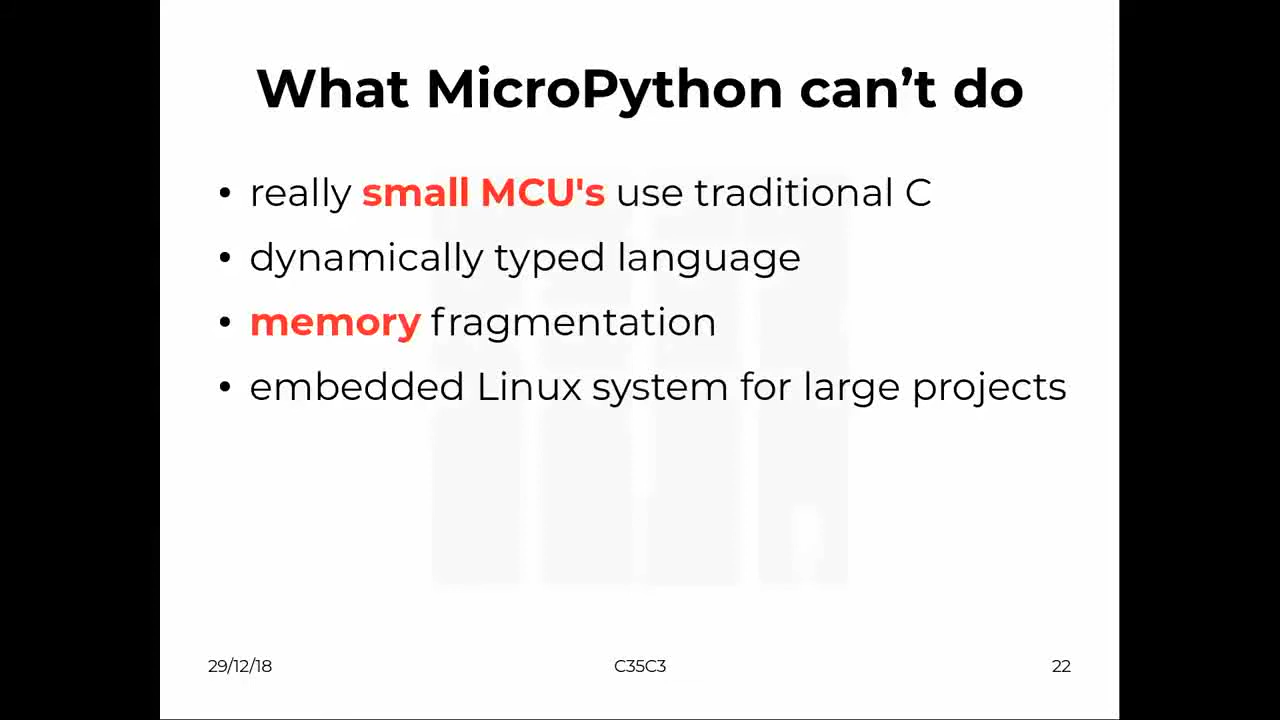 What MicroPython can’t do
• really small MCU's use traditional C
• dynamically typed language
• memory fragmentation
• embedded Linux system for large projects
29/12/18 C35C3 22